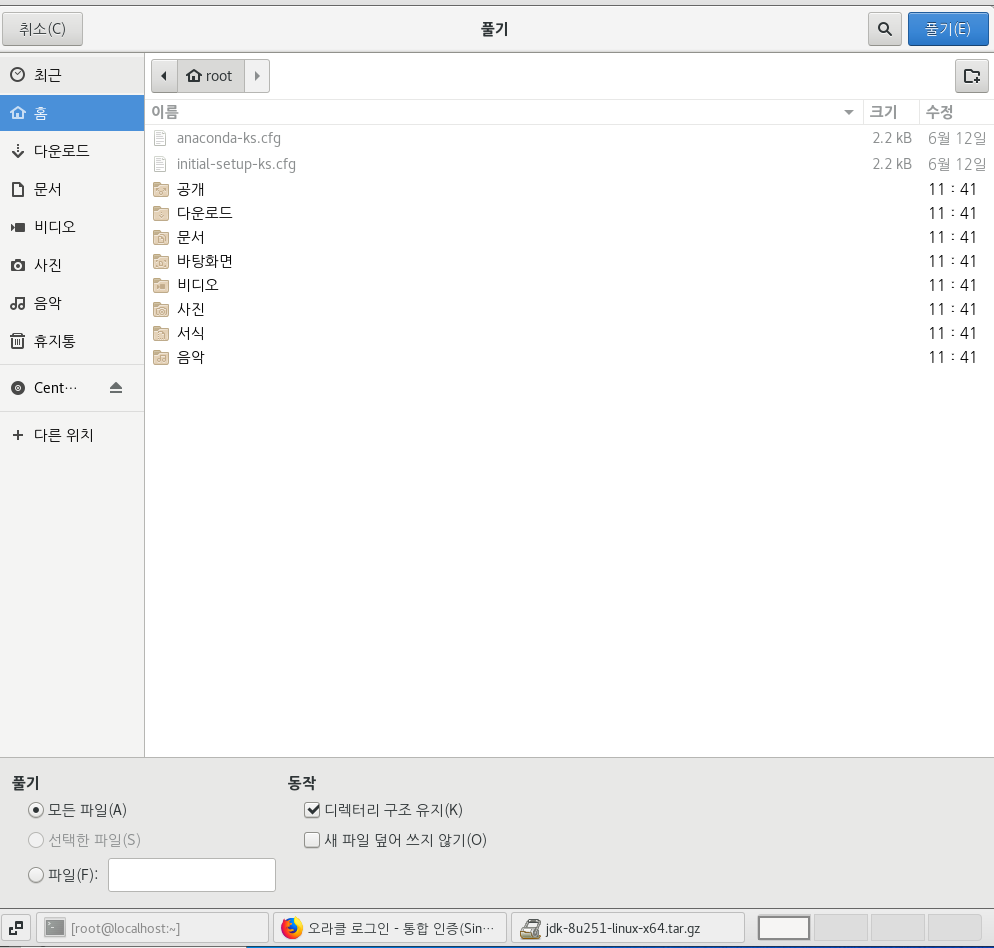 취소(C) 풀기 풀기(E)
최근
홈
다운로드
문서
비디오
사진
음악
휴지통
Cent…
다른 위치
root
이름 크기 수정
anaconda-ks.cfg 2.2 kB 6월 12일
initial-setup-ks.cfg 2.2 kB 6월 12일
공개 11 : 41
다운로드 11 : 41
문서 11 : 41
바탕화면 11 : 41
비디오 11 : 41
사진 11 : 41
서식 11 : 41
음악 11 : 41
풀기
모든 파일(A)
선택한 파일(S)
파일(F):
동작
디렉터리 구조 유지(K)
새 파일 덮어 쓰지 않기(O)
[root@localhost:~] 오라클 로그인 - 통합 인증(Sin… jdk-8u251-linux-x64.tar.gz